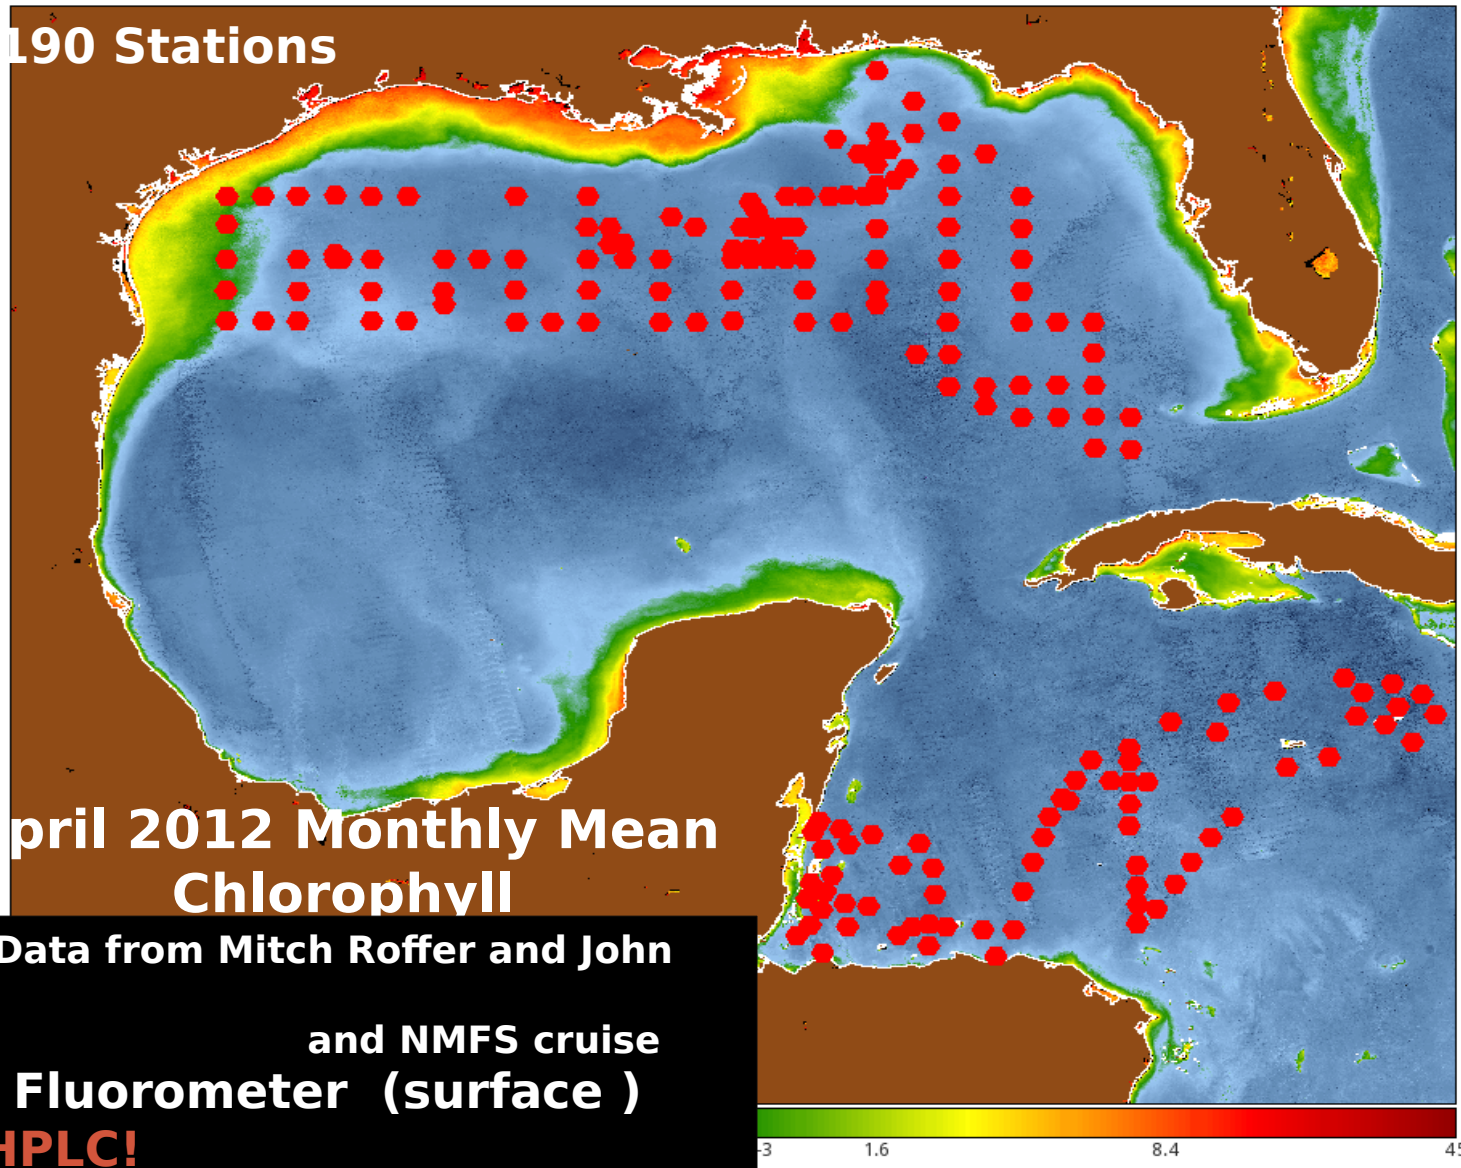 190 Stations
pril 2012 Monthly Mean
Chlorophyll
Data from Mitch Roffer and John
and NMFS cruise
Fluorometer (surface )
HPLC!
-3 1.6 8.4 45